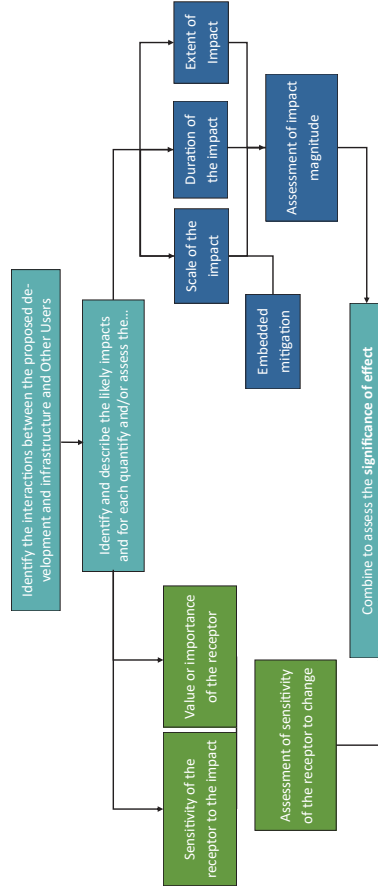 Identify the interactions between the proposed de-
velopment and infrastructure and Other Users
Identify and describe the likely impacts
and for each quantify and/or assess the...
Sensitivity of the
receptor to the impact
Value or importance
of the receptor
Scale of the
impact
Duration of
the impact
Extent of
Impact
Embedded
mitigation
Assessment of sensitivity
of the receptor to change
Assessment of impact
magnitude
Combine to assess the significance of effect